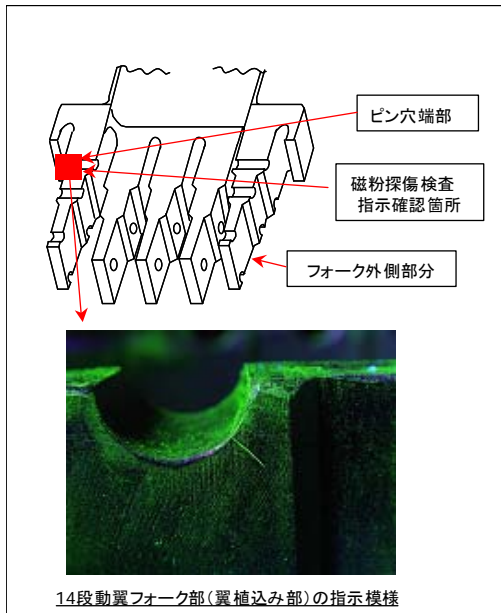 ピン穴端部
磁粉探傷検査
指示確認箇所
フォーク外側部分
14段動翼フォーク部(翼植込み部)の指示模様